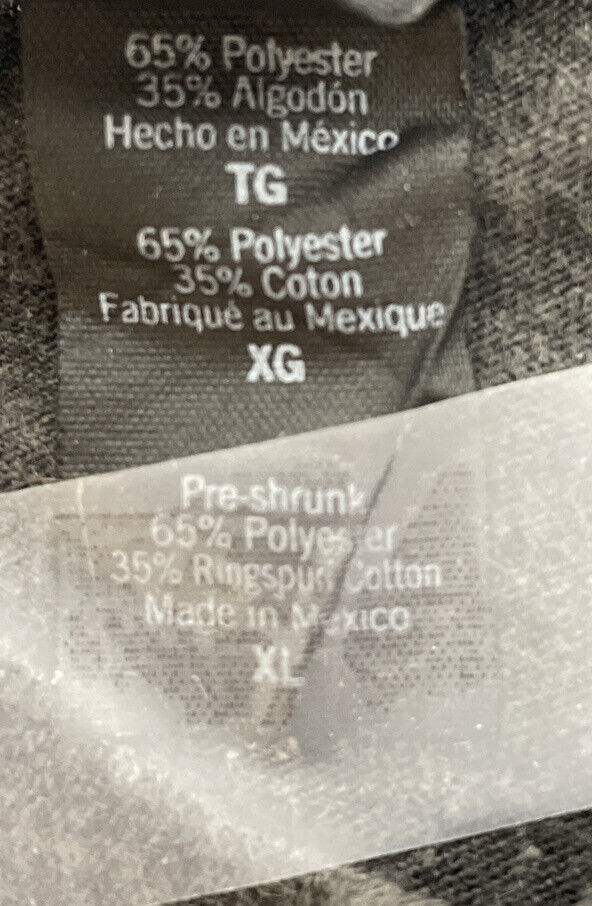 65% Polyester
35% Algodón
Hecho en México
TG
65% Polyester
35% Coton
Fabriqué au Mexique
XG
Pre-shrunk
65% Polyester
35% Ringspun Cotton
Made in Mexico
XL